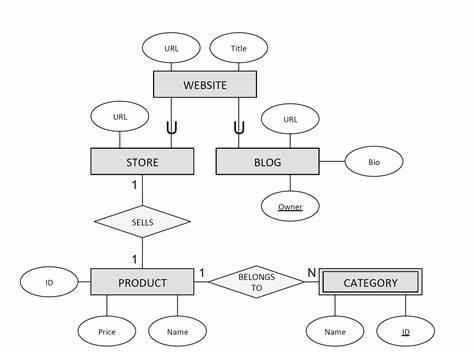 URL
Title
WEBSITE
URL
URL
STORE
BLOG
Bio
1
Owner
SELLS
1
1
BELONGS
TO
N
ID
PRODUCT
CATEGORY
Price
Name
Name
ID